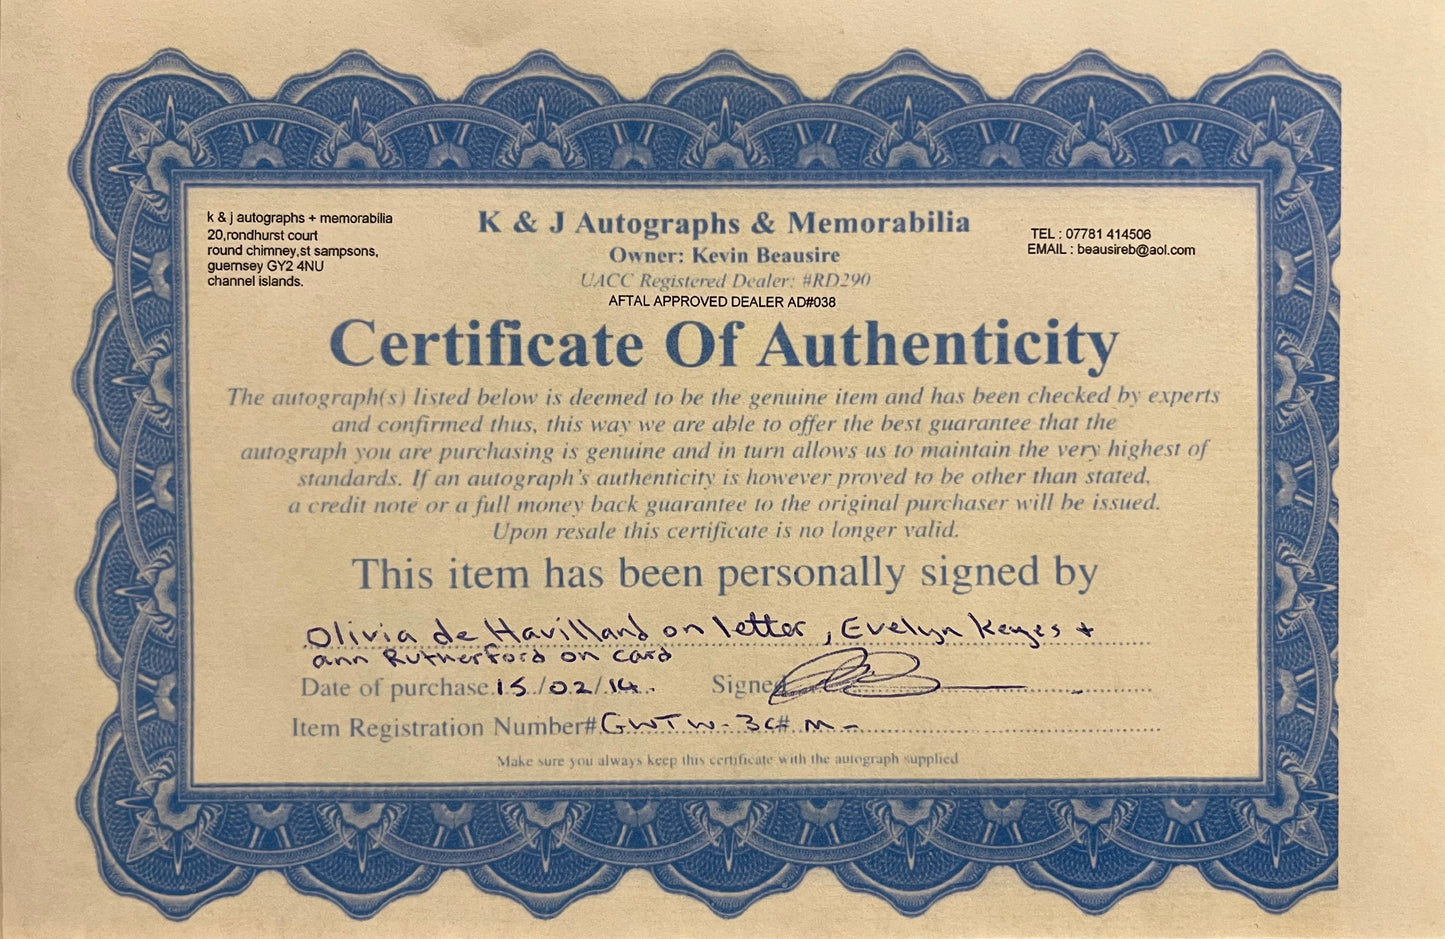 k & j autographs + memorabilia
20,rondhurst court
round chimney,st sampsons,
guernsey GY2 4NU
channel islands.
K & J Autographs & Memorabilia
Owner: Kevin Beausire
UACC Registered Dealer: #RD290
AFTAL APPROVED DEALER AD#038
TEL : 07781 414506
EMAIL : beausireb@aol.com
Certificate Of Authenticity
The autograph(s) listed below is deemed to be the genuine item and has been checked by experts
and confirmed thus, this way we are able to offer the best guarantee that the
autograph you are purchasing is genuine and in turn allows us to maintain the very highest of
standards. If an autograph's authenticity is however proved to be other than stated,
a credit note or a full money back guarantee to the original purchaser will be issued.
Upon resale this certificate is no longer valid.
This item has been personally signed by
Olivia de Havilland on letter, Evelyn Keyes +
ann Rutherford on card
Date of purchase 15/02/14 Signed
Item Registration Number# GWTW-3C# M-
Make sure you always keep this certificate with the autograph supplied